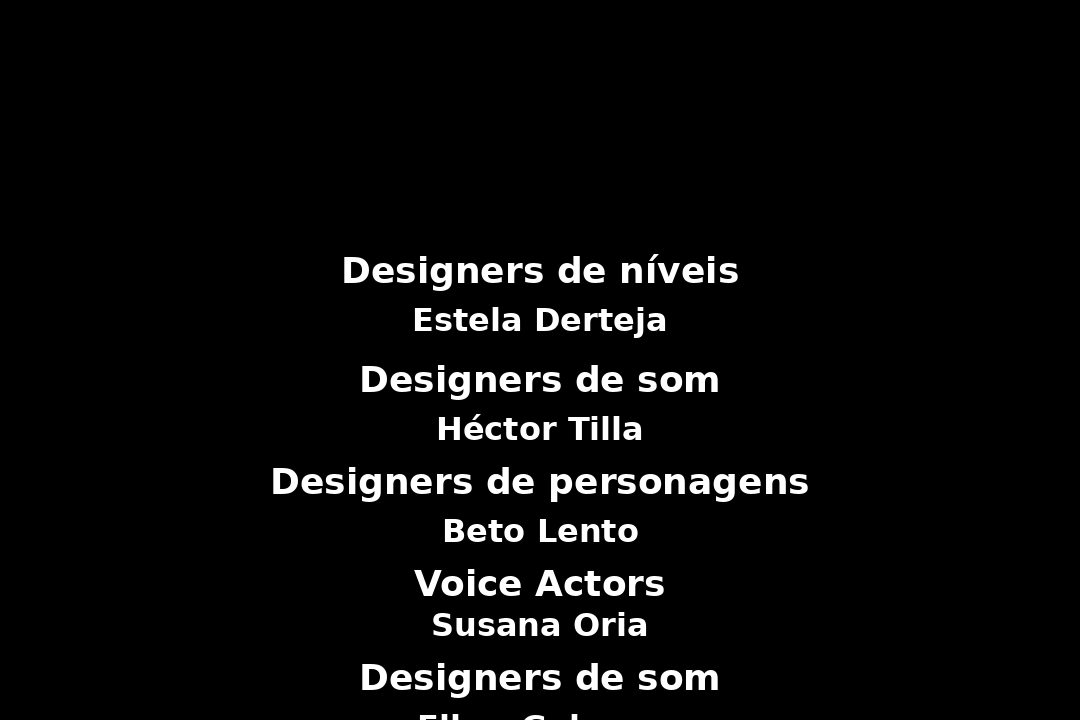 Designers de níveis
Estela Derteja
Designers de som
Héctor Tilla
Designers de personagens
Beto Lento
Voice Actors
Susana Oria
Designers de som